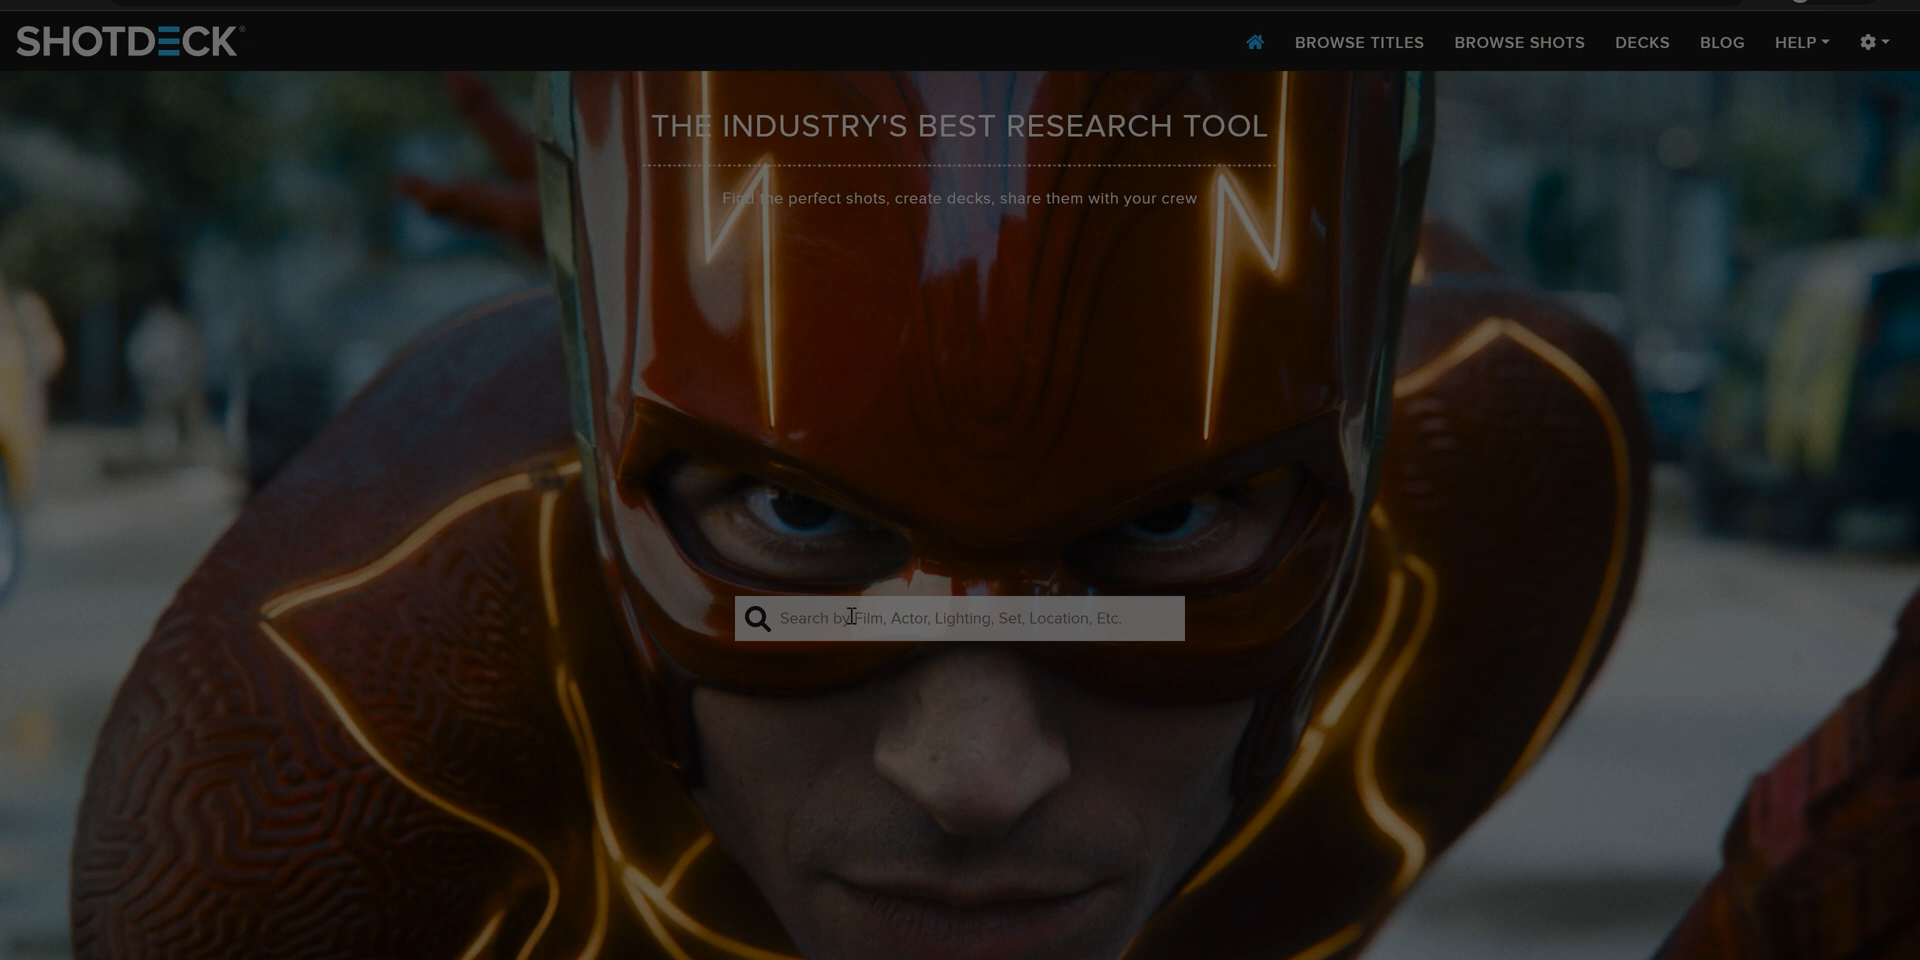 SHOTDECK®
BROWSE TITLES
BROWSE SHOTS
DECKS
BLOG
HELP
THE INDUSTRY'S BEST RESEARCH TOOL
Find the perfect shots, create decks, share them with your crew
Search by Film, Actor, Lighting, Set, Location, Etc.